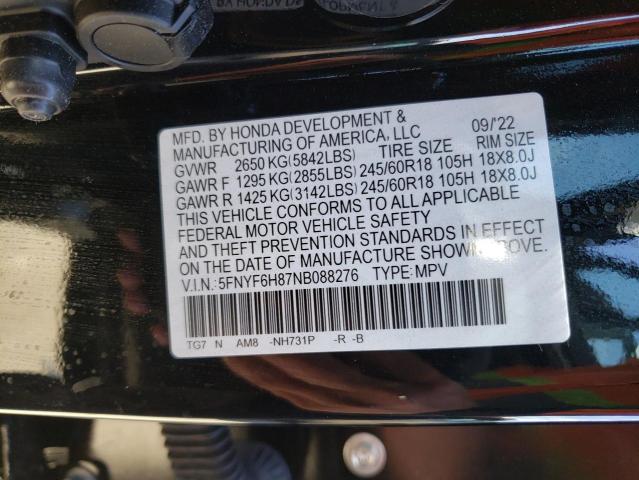 MFD. BY HONDA DEVELOPMENT &
MANUFACTURING OF AMERICA, LLC 09/'22
GVWR 2650 KG(5842LBS) TIRE SIZE RIM SIZE
GAWR F 1295 KG(2855LBS) 245/60R18 105H 18X8.0J
GAWR R 1425 KG(3142LBS) 245/60R18 105H 18X8.0J
THIS VEHICLE CONFORMS TO ALL APPLICABLE
FEDERAL MOTOR VEHICLE SAFETY
AND THEFT PREVENTION STANDARDS IN EFFECT
ON THE DATE OF MANUFACTURE SHOWN ABOVE.
V.I.N.: 5FNYF6H87NB088276 TYPE:MPV
TG7 N AM8 -NH731P -R -B